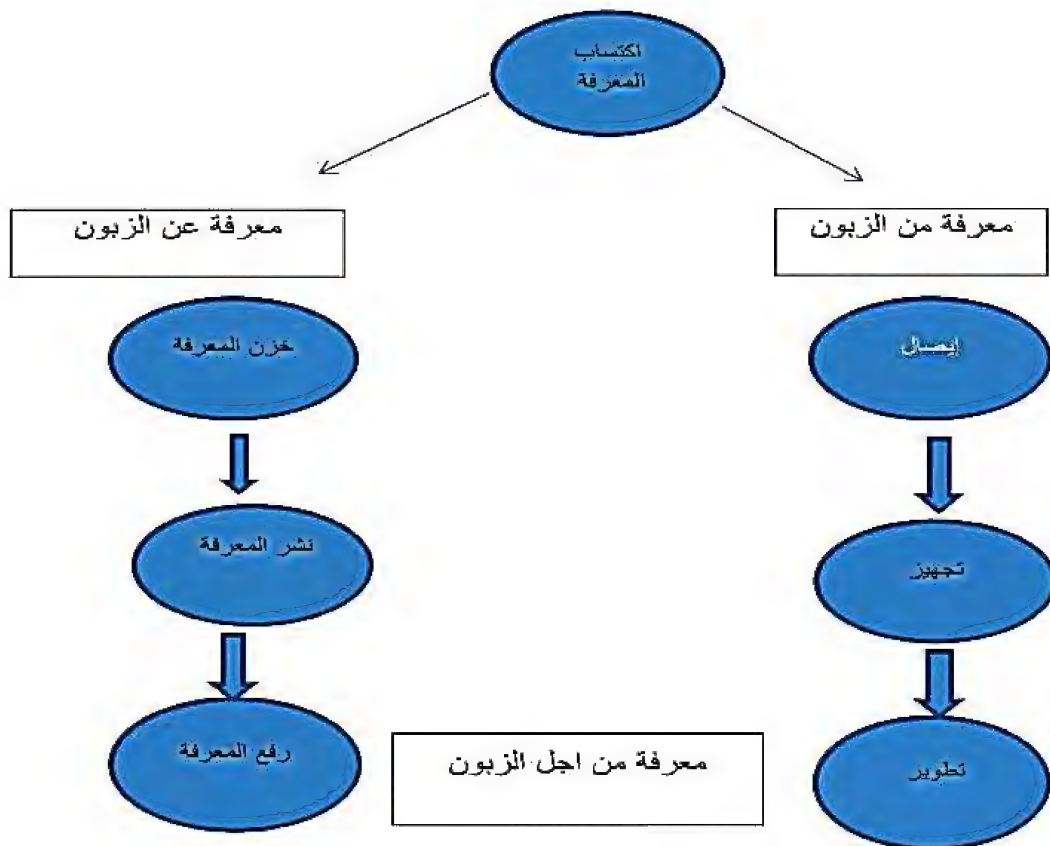 اكتساب
المعرفة
معرفة من الزبون
معرفة عن الزبون
إيصال
خزن المعرفة
تجهيز
نشر المعرفة
تطوير
رفع المعرفة
معرفة من اجل الزبون